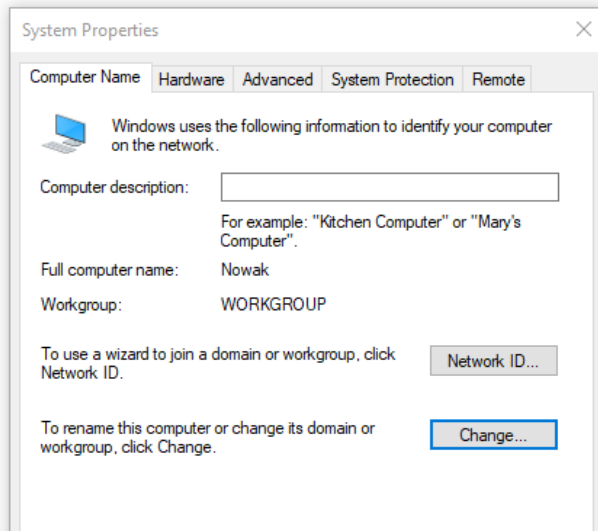 System Properties
Computer Name Hardware Advanced System Protection Remote
Windows uses the following information to identify your computer
on the network.
Computer description:
For example: "Kitchen Computer" or "Mary's
Computer".
Full computer name: Nowak
Workgroup: WORKGROUP
To use a wizard to join a domain or workgroup, click
Network ID.
Network ID...
To rename this computer or change its domain or
workgroup, click Change.
Change...